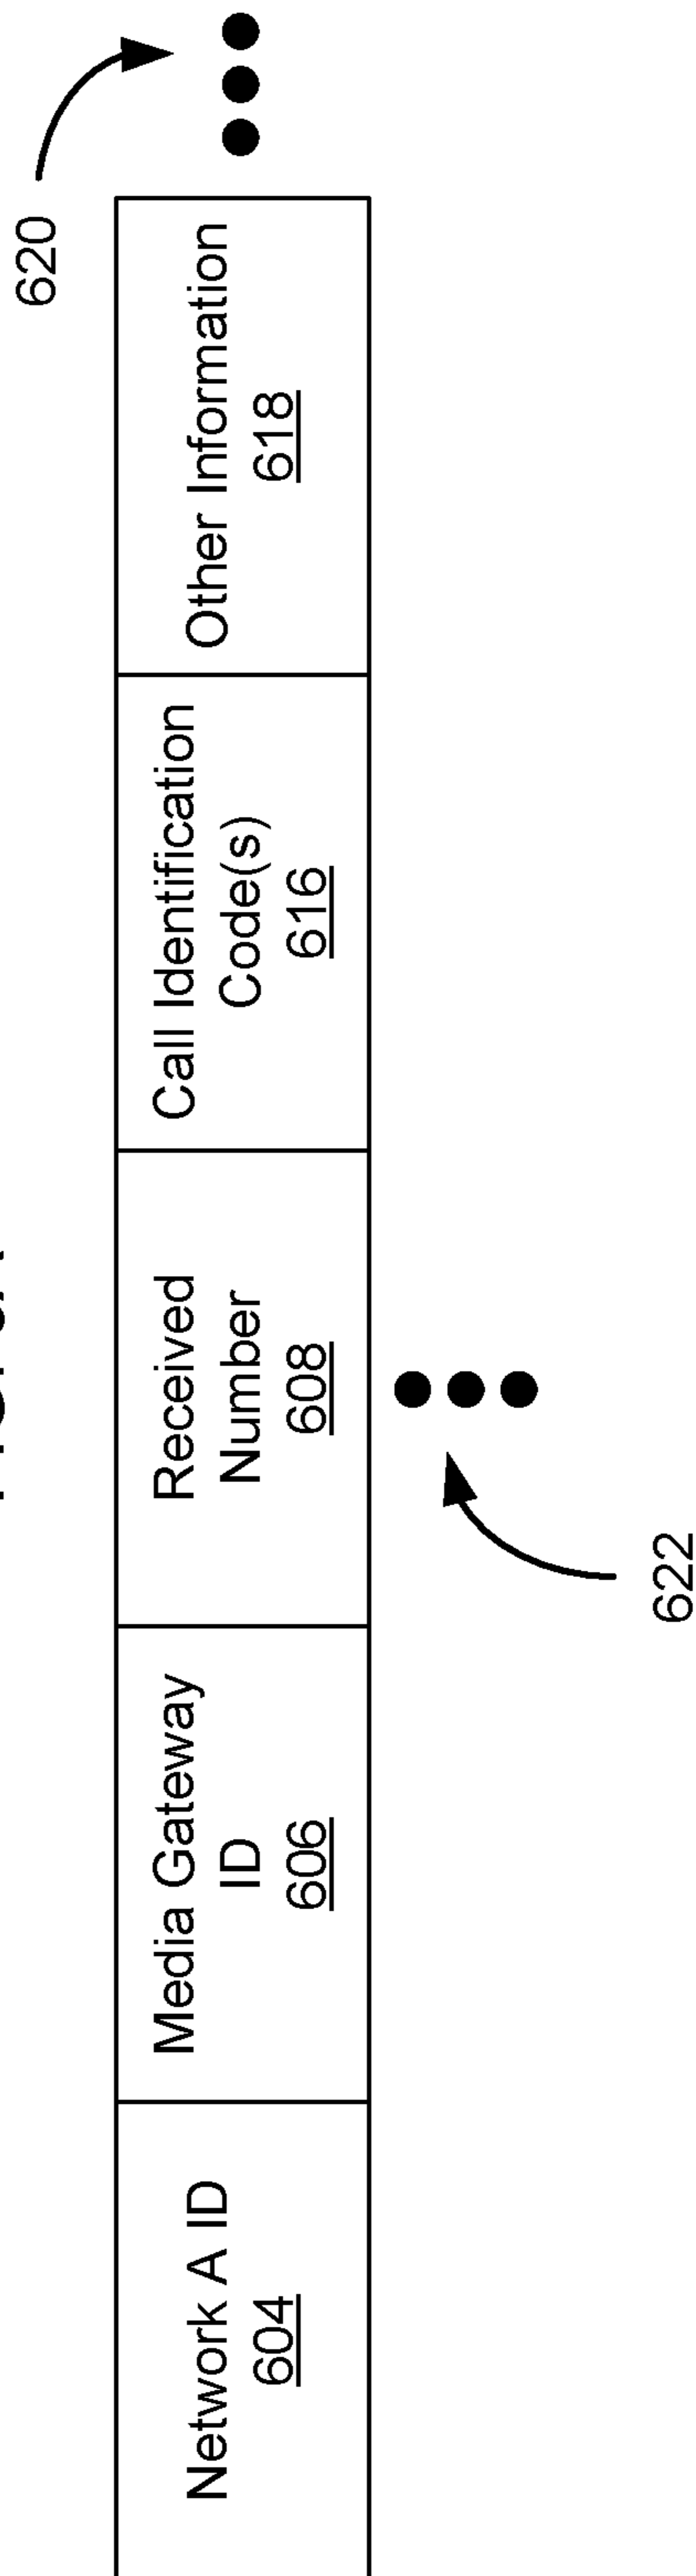 620
Network A ID
604
Media Gateway
ID
606
Received
Number
608
Call Identification
Code(s)
616
Other Information
618
622